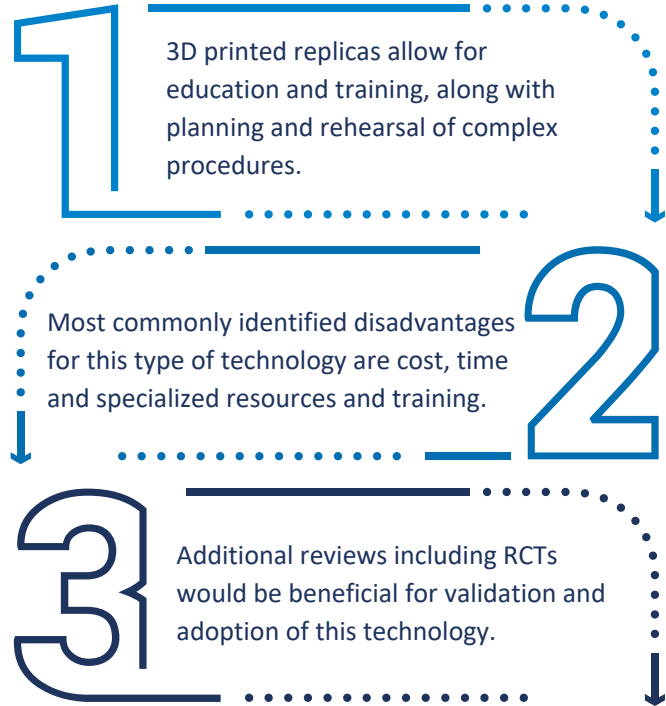 1
3D printed replicas allow for
education and training, along with
planning and rehearsal of complex
procedures.
2
Most commonly identified disadvantages
for this type of technology are cost, time
and specialized resources and training.
3
Additional reviews including RCTs
would be beneficial for validation and
adoption of this technology.